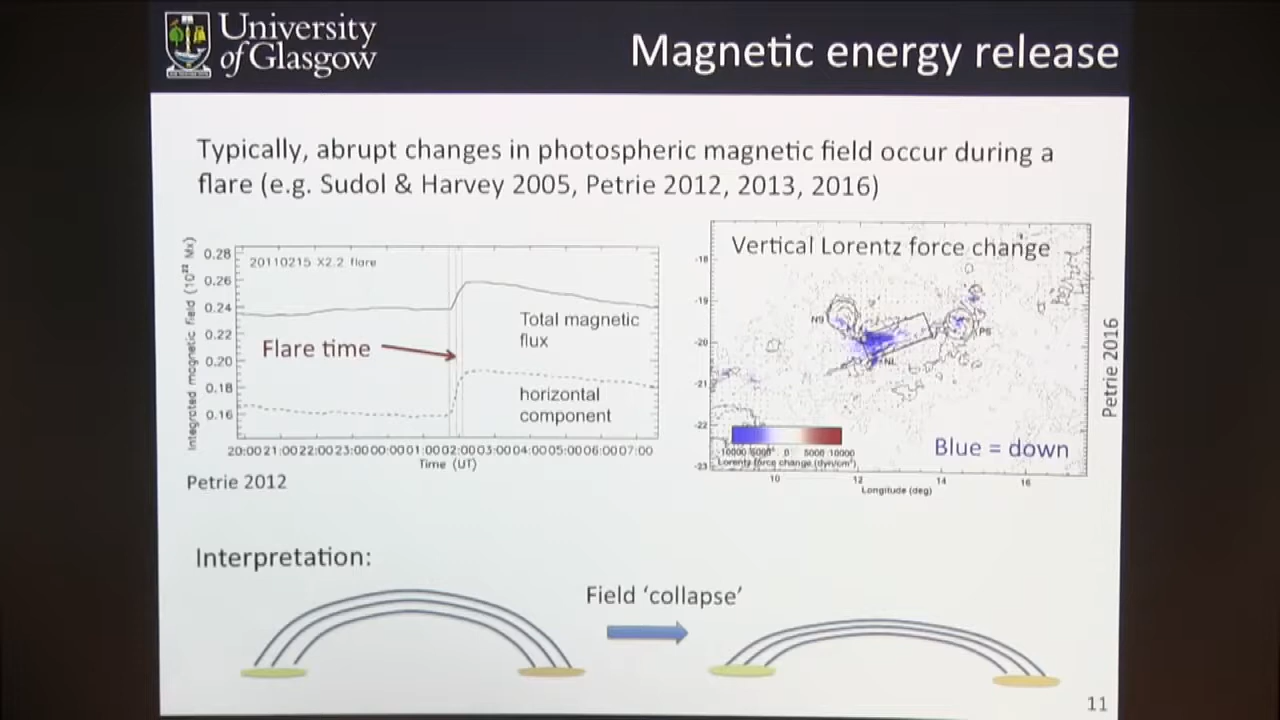 University
of Glasgow
Magnetic energy release
Typically, abrupt changes in photospheric magnetic field occur during a
flare (e.g. Sudol & Harvey 2005, Petrie 2012, 2013, 2016)
Integrated magnetic field (10²² Mx)
0.28
0.26
0.24
0.22
0.20
0.18
0.16
20110215 X2.2 flare
Flare time
Total magnetic
flux
horizontal
component
20:00 21:00 22:00 23:00 00:00 01:00 02:00 03:00 04:00 05:00 06:00 07:00
Time (UT)
Petrie 2012
Vertical Lorentz force change
-18
-19
-20
-21
-22
-23
NS
PS
NL
Blue = down
-10000 -5000 0 5000 10000
Lorentz force change (dyn/cm²)
10 12 14 16
Longitude (deg)
Petrie 2016
Interpretation:
Field ‘collapse’
11